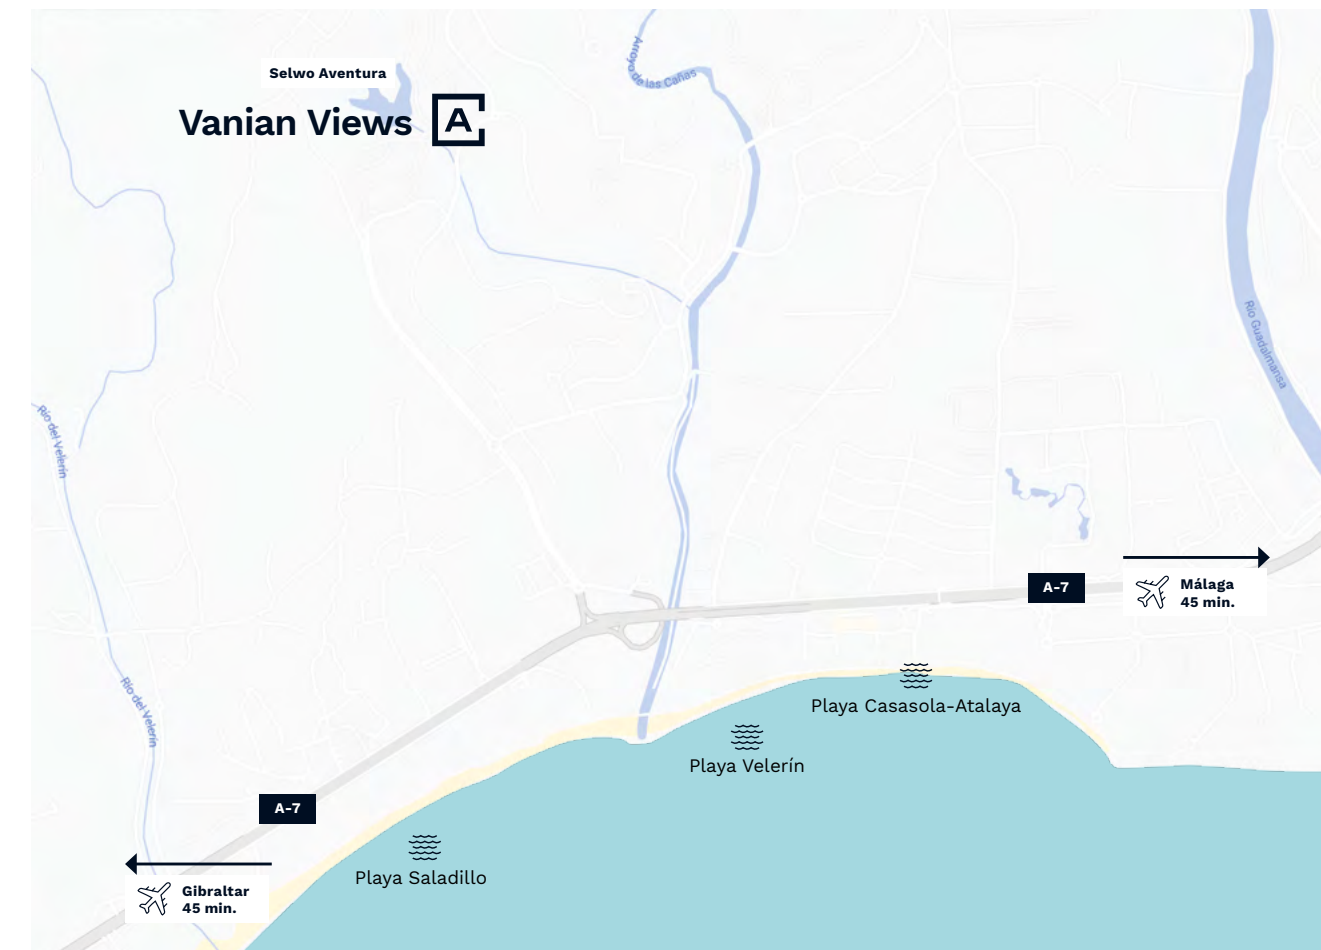 Arroyo de las Cañas
Selwo Aventura
Vanian Views A
Río Guadalmansa
Río del Velerín
A-7
Málaga
45 min.
Playa Casasola-Atalaya
Río del Velerín
Playa Velerín
A-7
Playa Saladillo
Gibraltar
45 min.